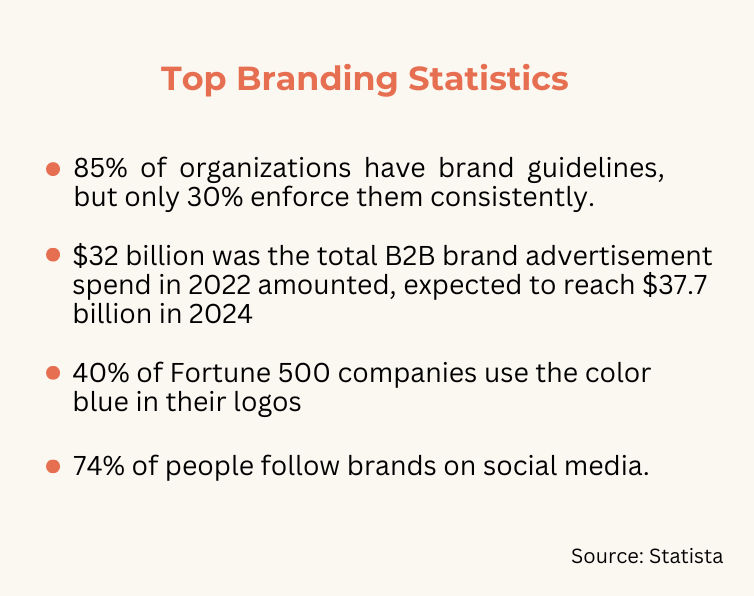 Top Branding Statistics
85% of organizations have brand guidelines,
but only 30% enforce them consistently.
$32 billion was the total B2B brand advertisement
spend in 2022 amounted, expected to reach $37.7
billion in 2024
40% of Fortune 500 companies use the color
blue in their logos
74% of people follow brands on social media.
Source: Statista